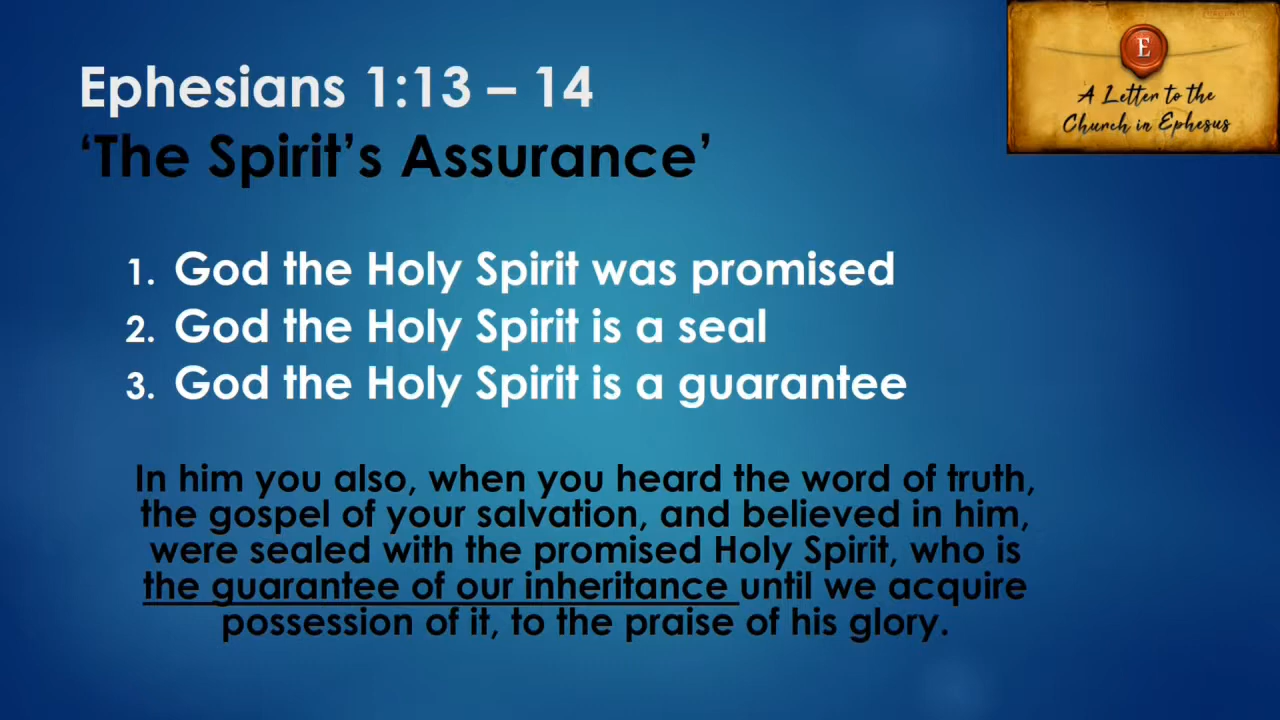 Ephesians 1:13 – 14
‘The Spirit’s Assurance’
E
A Letter to the
Church in Ephesus
1. God the Holy Spirit was promised
2. God the Holy Spirit is a seal
3. God the Holy Spirit is a guarantee
In him you also, when you heard the word of truth,
the gospel of your salvation, and believed in him,
were sealed with the promised Holy Spirit, who is
the guarantee of our inheritance until we acquire
possession of it, to the praise of his glory.